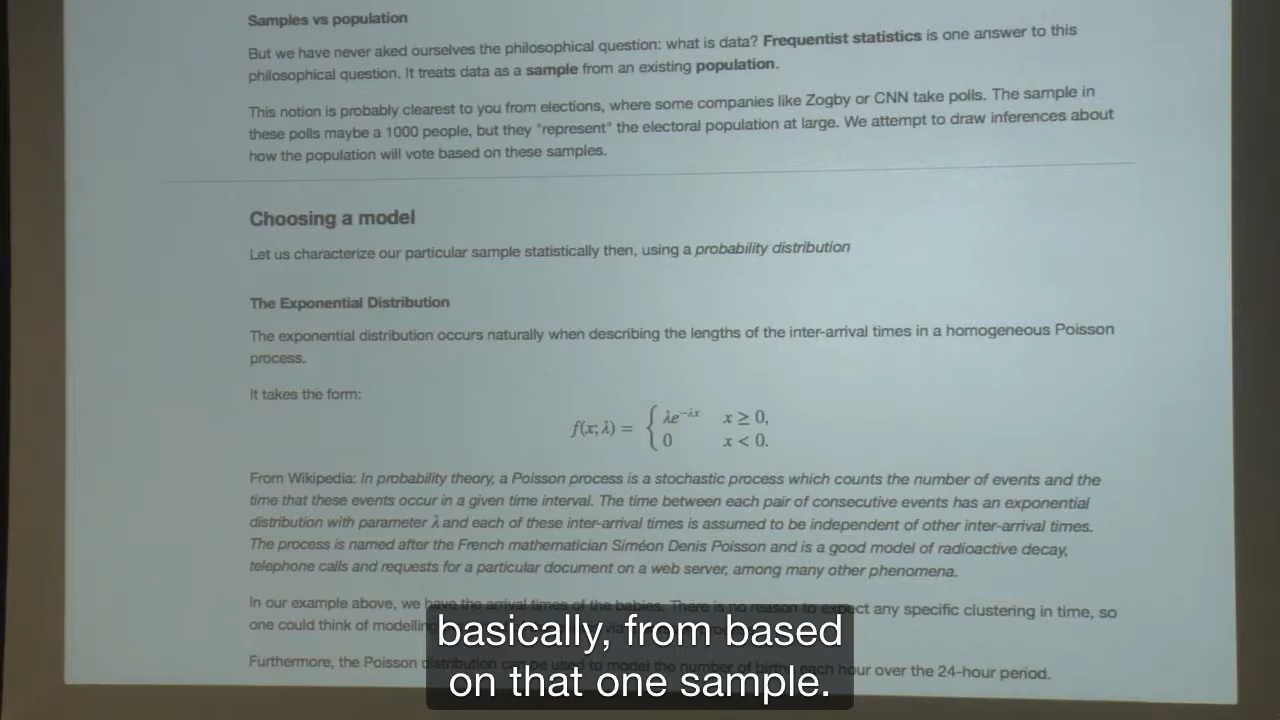 Samples vs population
But we have never aked ourselves the philosophical question: what is data? Frequentist statistics is one answer to this
philosophical question. It treats data as a sample from an existing population.
This notion is probably clearest to you from elections, where some companies like Zogby or CNN take polls. The sample in
these polls maybe a 1000 people, but they "represent" the electoral population at large. We attempt to draw inferences about
how the population will vote based on these samples.
Choosing a model
Let us characterize our particular sample statistically then, using a probability distribution
The Exponential Distribution
The exponential distribution occurs naturally when describing the lengths of the inter-arrival times in a homogeneous Poisson
process.
It takes the form:
f(x; λ) = { λe^{-λx} x ≥ 0,
0 x < 0.
From Wikipedia: In probability theory, a Poisson process is a stochastic process which counts the number of events and the
time that these events occur in a given time interval. The time between each pair of consecutive events has an exponential
distribution with parameter λ and each of these inter-arrival times is assumed to be independent of other inter-arrival times.
The process is named after the French mathematician Siméon Denis Poisson and is a good model of radioactive decay,
telephone calls and requests for a particular document on a web server, among many other phenomena.
In our example above, we have the arrival times of the babies. There is no reason to expect any specific clustering in time, so
one could think of modelling via
Furthermore, the Poisson distribution can be used to model the number of births each hour over the 24-hour period.
basically, from based
on that one sample.